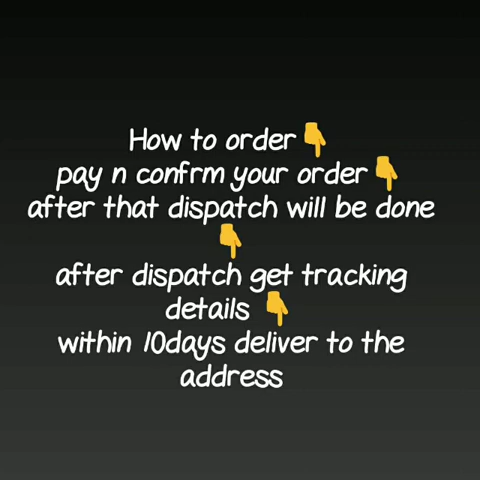 How to order👇
pay n confrm your order👇
after that dispatch will be done
👇
after dispatch get tracking
details 👇
within 10days deliver to the
address